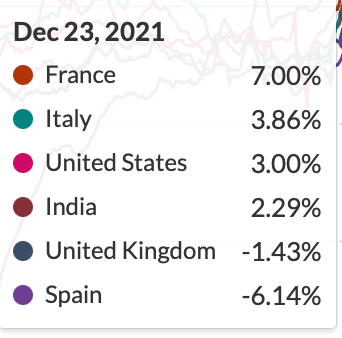 Dec 23, 2021
France 7.00%
Italy 3.86%
United States 3.00%
India 2.29%
United Kingdom -1.43%
Spain -6.14%